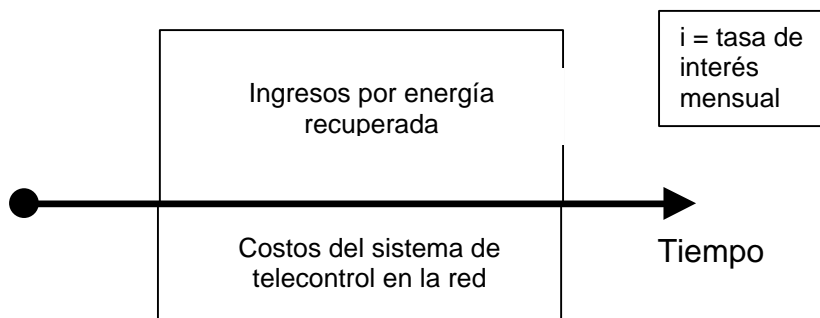 i = tasa de
interés
mensual
Ingresos por energía
recuperada
Costos del sistema de
telecontrol en la red
Tiempo